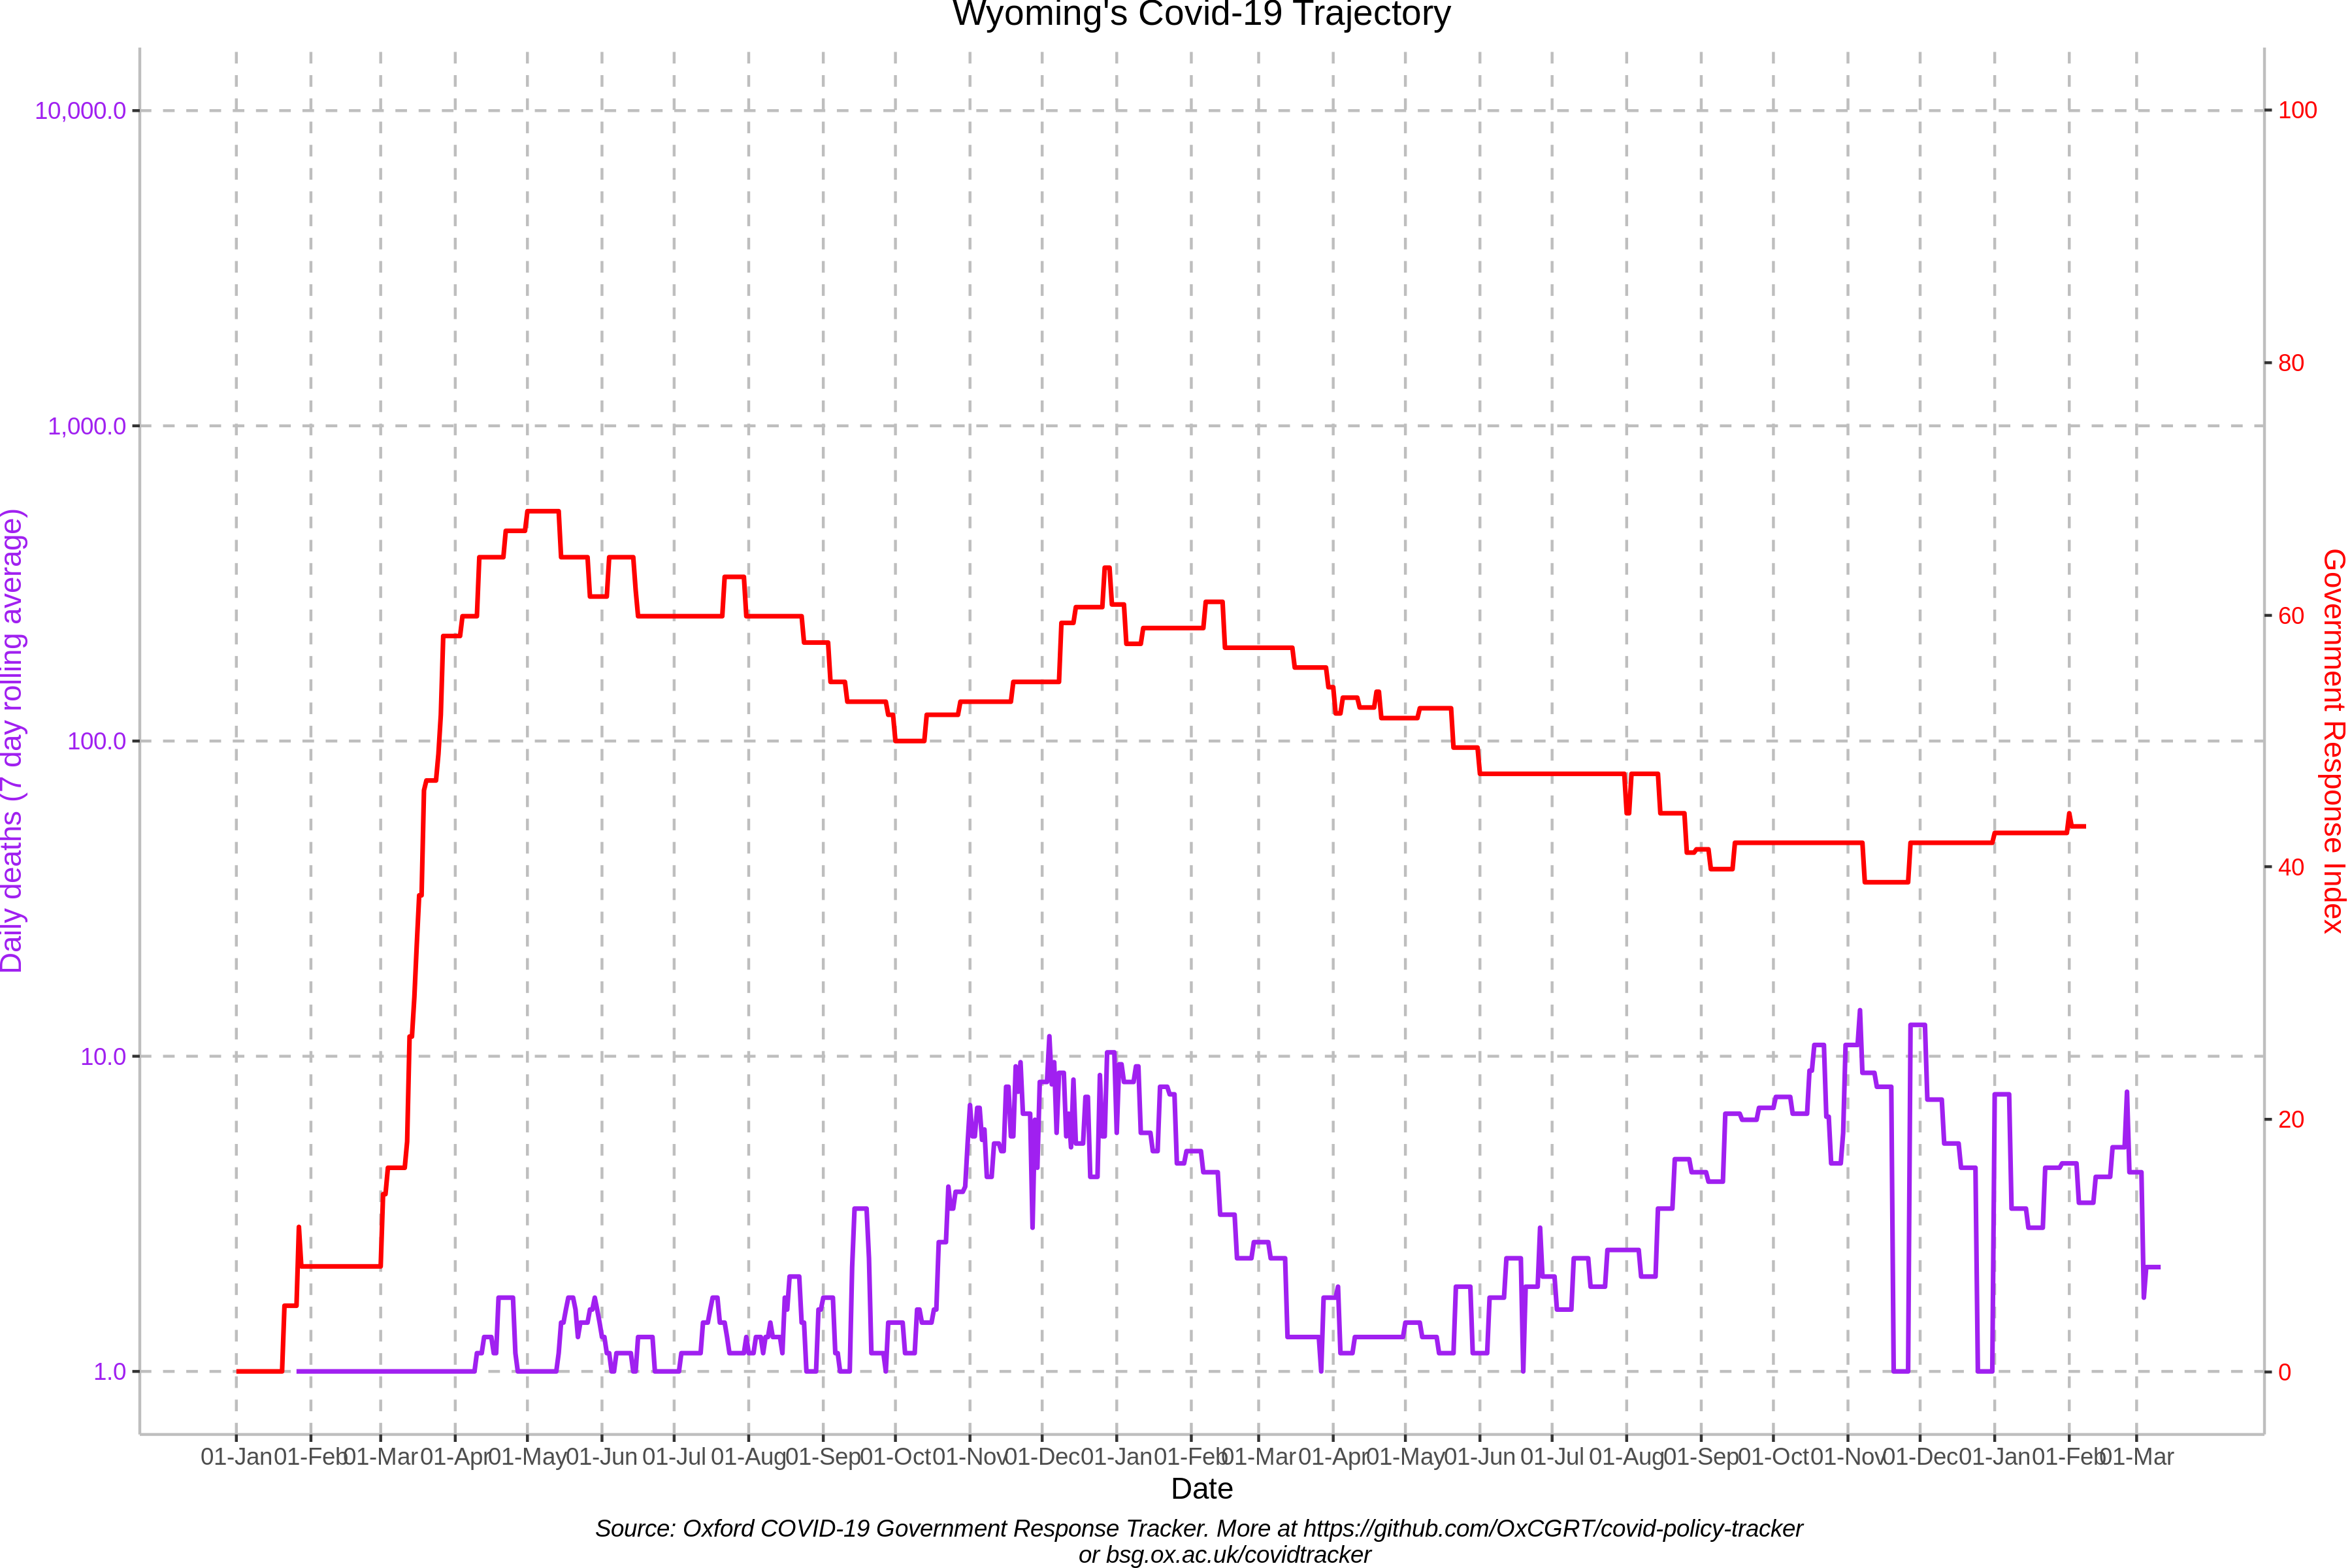 Wyoming's Covid-19 Trajectory
10,000.0
1,000.0
100.0
10.0
1.0
Daily deaths (7 day rolling average)
100
80
60
40
20
0
Government Response Index
01-Jan 01-Feb 01-Mar 01-Apr 01-May 01-Jun 01-Jul 01-Aug 01-Sep 01-Oct 01-Nov 01-Dec 01-Jan 01-Feb 01-Mar 01-Apr 01-May 01-Jun 01-Jul 01-Aug 01-Sep 01-Oct 01-Nov 01-Dec 01-Jan 01-Feb 01-Mar
Date
Source: Oxford COVID-19 Government Response Tracker. More at https://github.com/OxCGRT/covid-policy-tracker
or bsg.ox.ac.uk/covidtracker